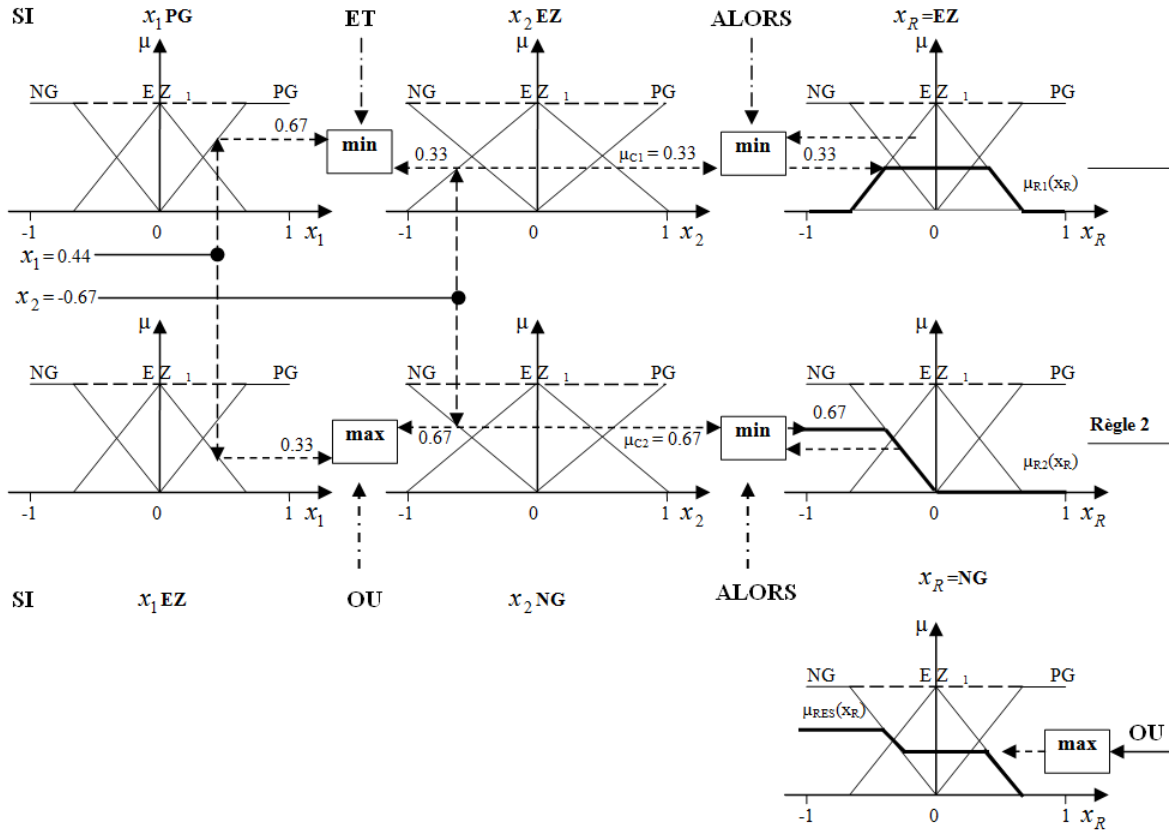 SI x₁ PG ET x₂ EZ ALORS x_R=EZ
μ μ μ
NG EZ 1 PG NG EZ 1 PG NG EZ 1 PG
0.67 min 0.33 μC1 = 0.33 min 0.33
μR1(xR)
-1 0 1 x₁ -1 0 1 x₂ -1 0 1 x_R
x₁ = 0.44
x₂ = -0.67
μ μ μ
NG EZ 1 PG NG EZ 1 PG NG EZ 1 PG
0.33 max 0.67 μC2 = 0.67 min 0.67 Règle 2
μR2(xR)
-1 0 1 x₁ -1 0 1 x₂ -1 0 1 x_R
SI x₁ EZ OU x₂ NG ALORS x_R=NG
μ
NG EZ 1 PG
μRES(xR) max OU
-1 0 1 x_R